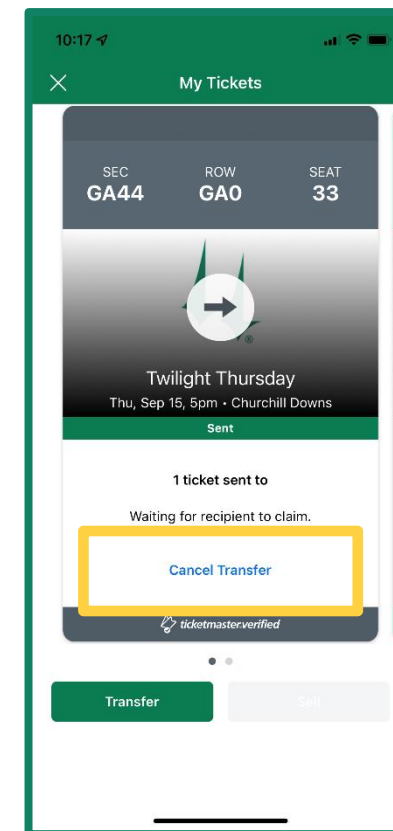 10:17
My Tickets
SEC ROW SEAT
GA44 GA0 33
®
Twilight Thursday
Thu, Sep 15, 5pm • Churchill Downs
Sent
1 ticket sent to
Waiting for recipient to claim.
Cancel Transfer
ticketmaster.verified
Transfer Sell